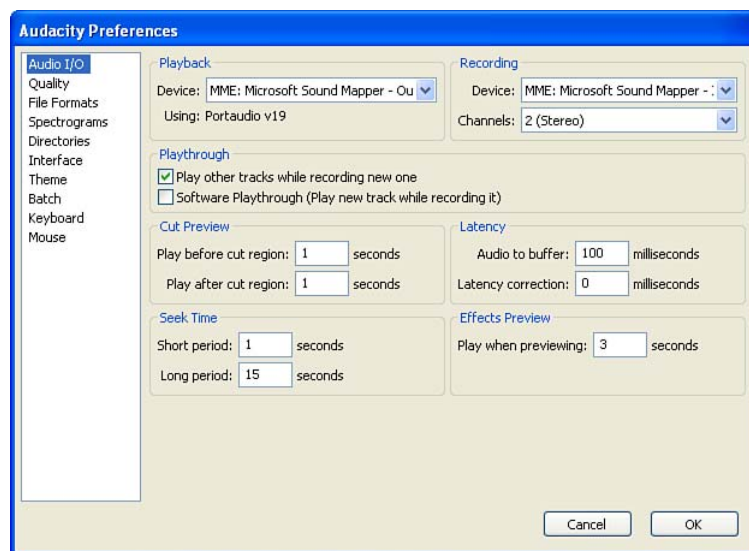 Audacity Preferences
Audio I/O
Quality
File Formats
Spectrograms
Directories
Interface
Theme
Batch
Keyboard
Mouse
Playback
Device: MME: Microsoft Sound Mapper - Ou
Using: Portaudio v19
Recording
Device: MME: Microsoft Sound Mapper -
Channels: 2 (Stereo)
Playthrough
Play other tracks while recording new one
Software Playthrough (Play new track while recording it)
Cut Preview
Play before cut region: 1 seconds
Play after cut region: 1 seconds
Latency
Audio to buffer: 100 milliseconds
Latency correction: 0 milliseconds
Seek Time
Short period: 1 seconds
Long period: 15 seconds
Effects Preview
Play when previewing: 3 seconds
Cancel
OK